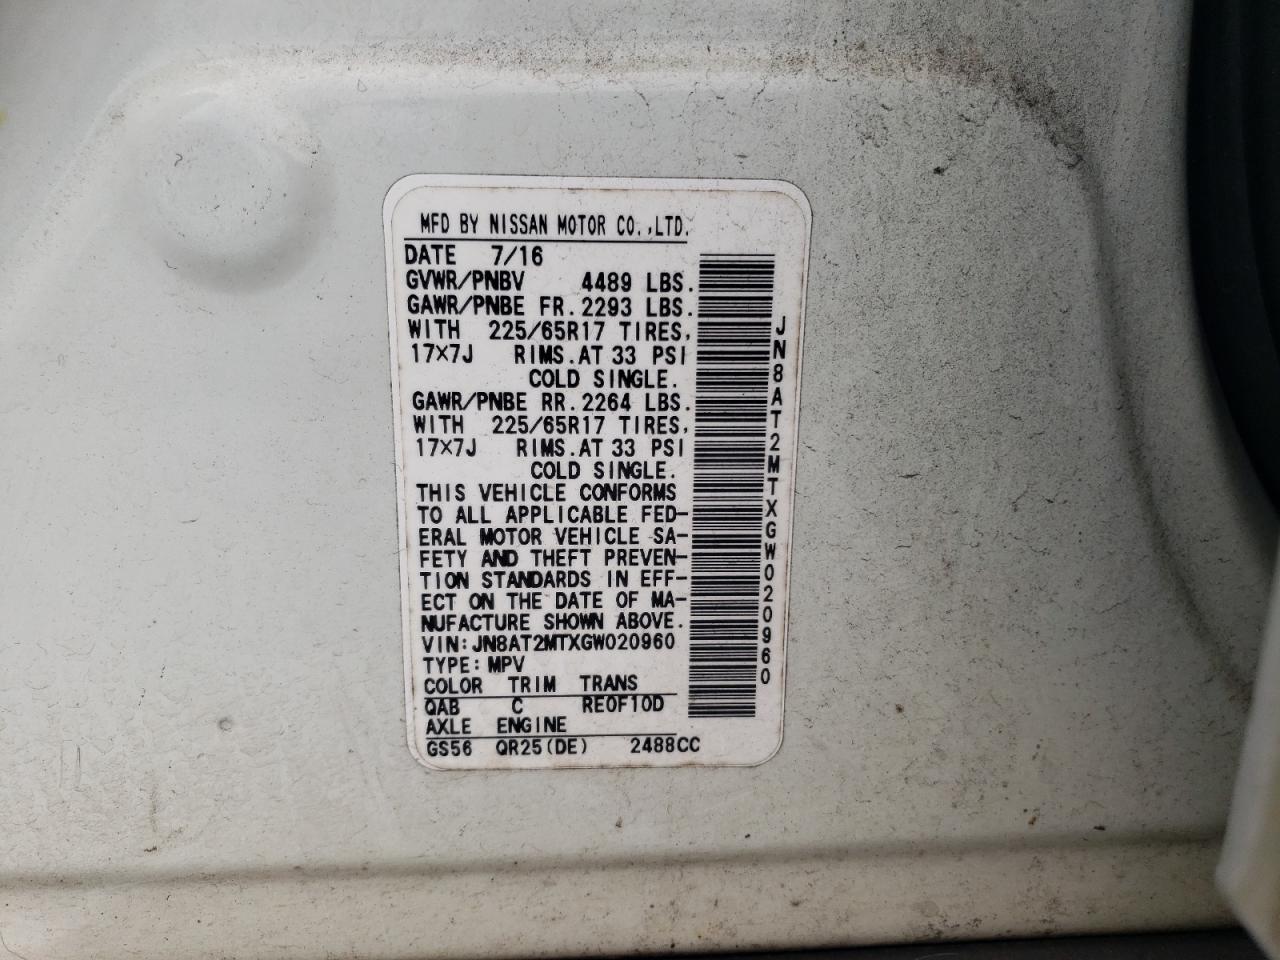 MFD BY NISSAN MOTOR CO.,LTD.
DATE 7/16
GVWR/PNBV 4489 LBS.
GAWR/PNBE FR.2293 LBS.
WITH 225/65R17 TIRES,
17×7J RIMS.AT 33 PSI
COLD SINGLE.
GAWR/PNBE RR.2264 LBS.
WITH 225/65R17 TIRES,
17×7J RIMS.AT 33 PSI
COLD SINGLE.
THIS VEHICLE CONFORMS
TO ALL APPLICABLE FED-
ERAL MOTOR VEHICLE SA-
FETY AND THEFT PREVEN-
TION STANDARDS IN EFF-
ECT ON THE DATE OF MA-
NUFACTURE SHOWN ABOVE.
VIN:JN8AT2MTXGW020960
TYPE:MPV
COLOR TRIM TRANS
QAB C RE0F10D
AXLE ENGINE
GS56 QR25(DE) 2488CC
JN8AT2MTXGW020960